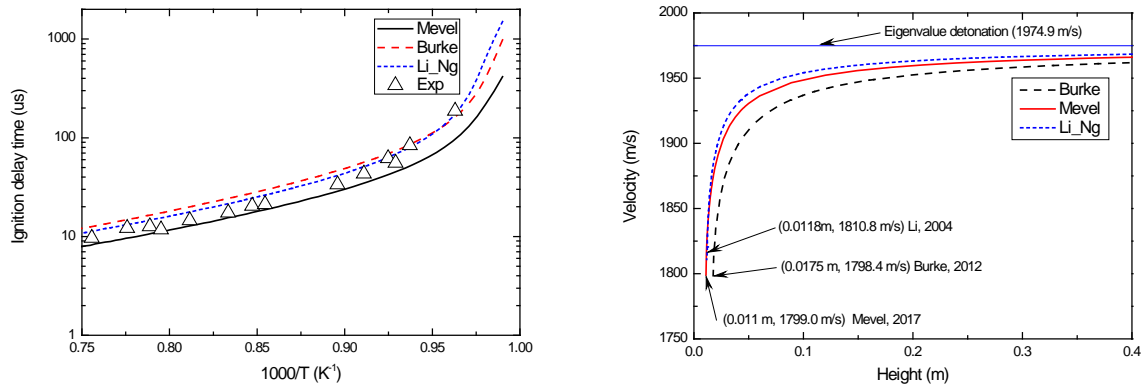 Ignition delay time (us)
1000
100
10
1
0.75
0.80
0.85
0.90
0.95
1.00
1000/T (K⁻¹)
Mevel
Burke
Li_Ng
Exp
Velocity (m/s)
2000
1950
1900
1850
1800
1750
0.0
0.1
0.2
0.3
0.4
Height (m)
Eigenvalue detonation (1974.9 m/s)
Burke
Mevel
Li_Ng
(0.0118m, 1810.8 m/s) Li, 2004
(0.0175 m, 1798.4 m/s) Burke, 2012
(0.011 m, 1799.0 m/s) Mevel, 2017